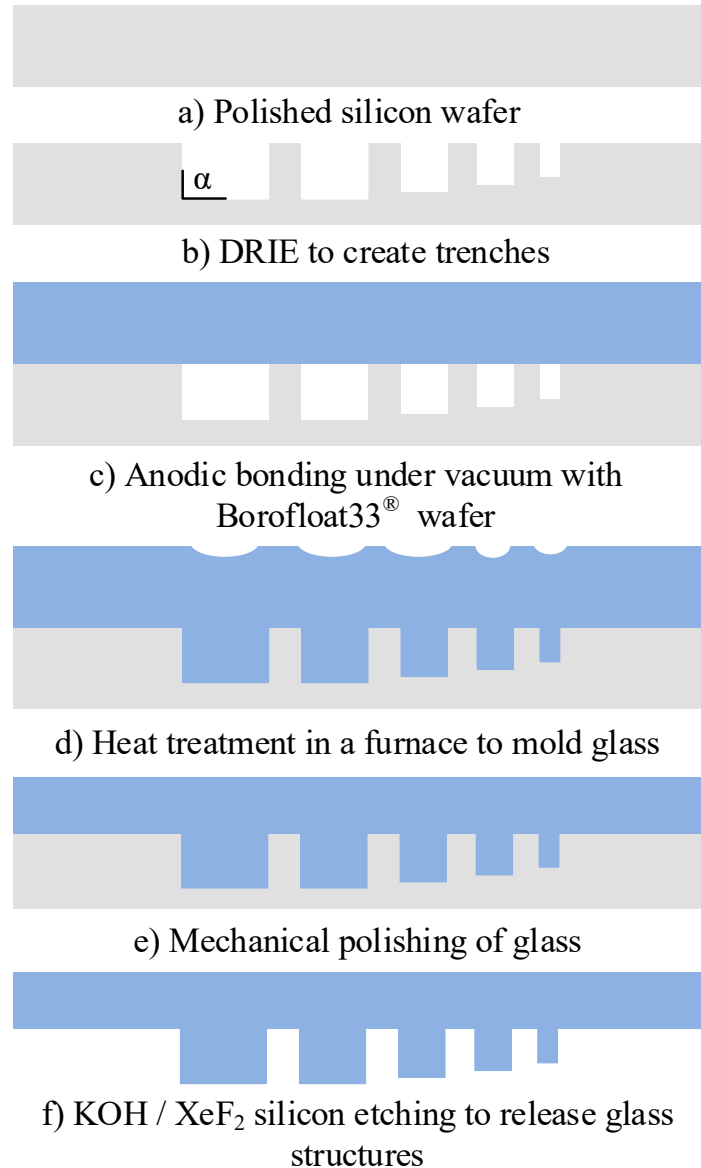 a) Polished silicon wafer
α
b) DRIE to create trenches
c) Anodic bonding under vacuum with
Borofloat33® wafer
d) Heat treatment in a furnace to mold glass
e) Mechanical polishing of glass
f) KOH / XeF₂ silicon etching to release glass
structures